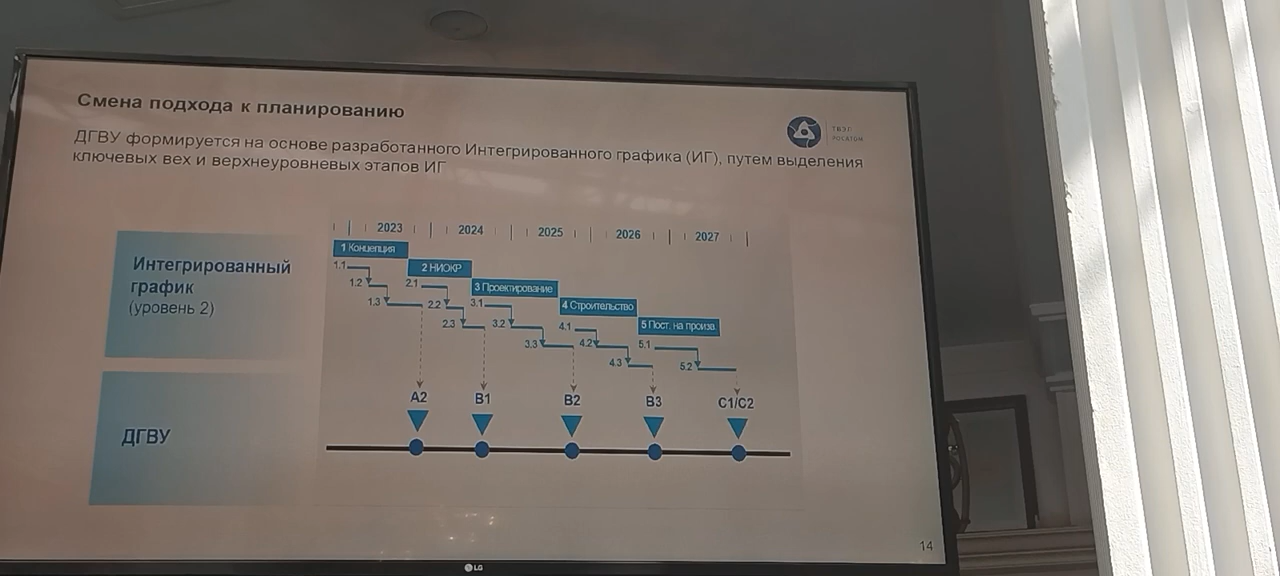 Смена подхода к планированию
ТВЭЛ
РОСАТОМ
ДГВУ формируется на основе разработанного Интегрированного графика (ИГ), путем выделения
ключевых вех и верхнеуровневых этапов ИГ
2023 2024 2025 2026 2027
Интегрированный
график
(уровень 2)
1 Концепция
1.1
1.2
1.3
2 НИОКР
2.1
2.2
2.3
3 Проектирование
3.1
3.2
3.3
4 Строительство
4.1
4.2
4.3
5 Пост. на произв
5.1
5.2
A2 B1 B2 B3 C1/C2
ДГВУ
14
LG